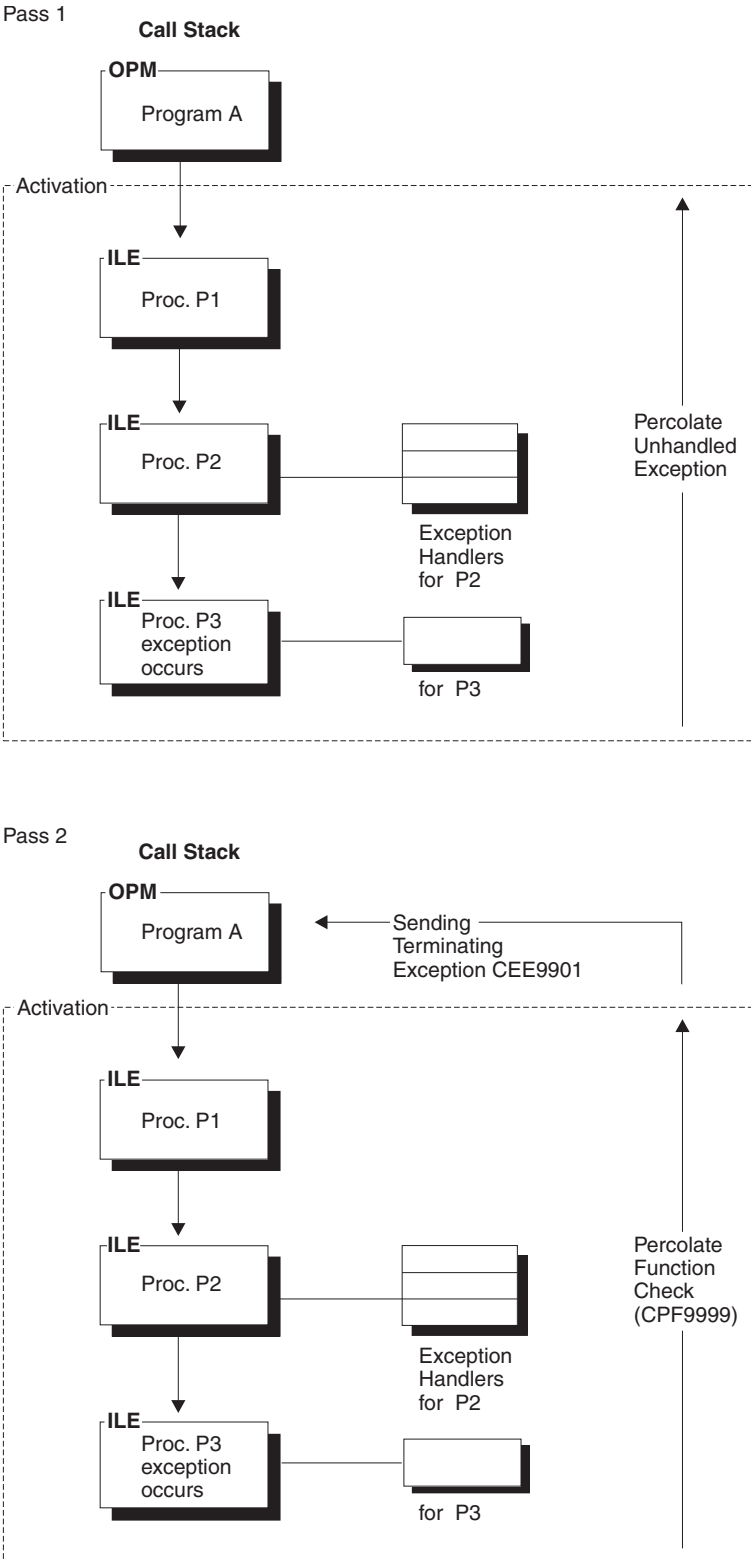 Pass 1
Call Stack
OPM
Program A
Activation
ILE
Proc. P1
ILE
Proc. P2
Exception
Handlers
for P2
Percolate
Unhandled
Exception
ILE
Proc. P3
exception
occurs
for P3
Pass 2
Call Stack
OPM
Program A
Sending
Terminating
Exception CEE9901
Activation
ILE
Proc. P1
ILE
Proc. P2
Exception
Handlers
for P2
Percolate
Function
Check
(CPF9999)
ILE
Proc. P3
exception
occurs
for P3